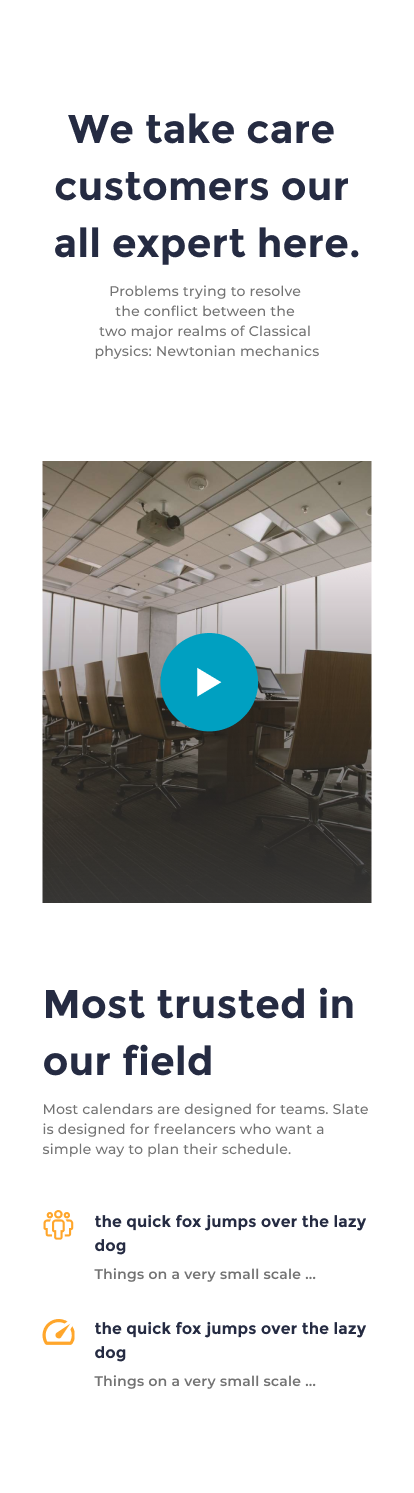 We take care
customers our
all expert here.
Problems trying to resolve
the conflict between the
two major realms of Classical
physics: Newtonian mechanics
Most trusted in
our field
Most calendars are designed for teams. Slate
is designed for freelancers who want a
simple way to plan their schedule.
the quick fox jumps over the lazy
dog
Things on a very small scale ...
the quick fox jumps over the lazy
dog
Things on a very small scale ...